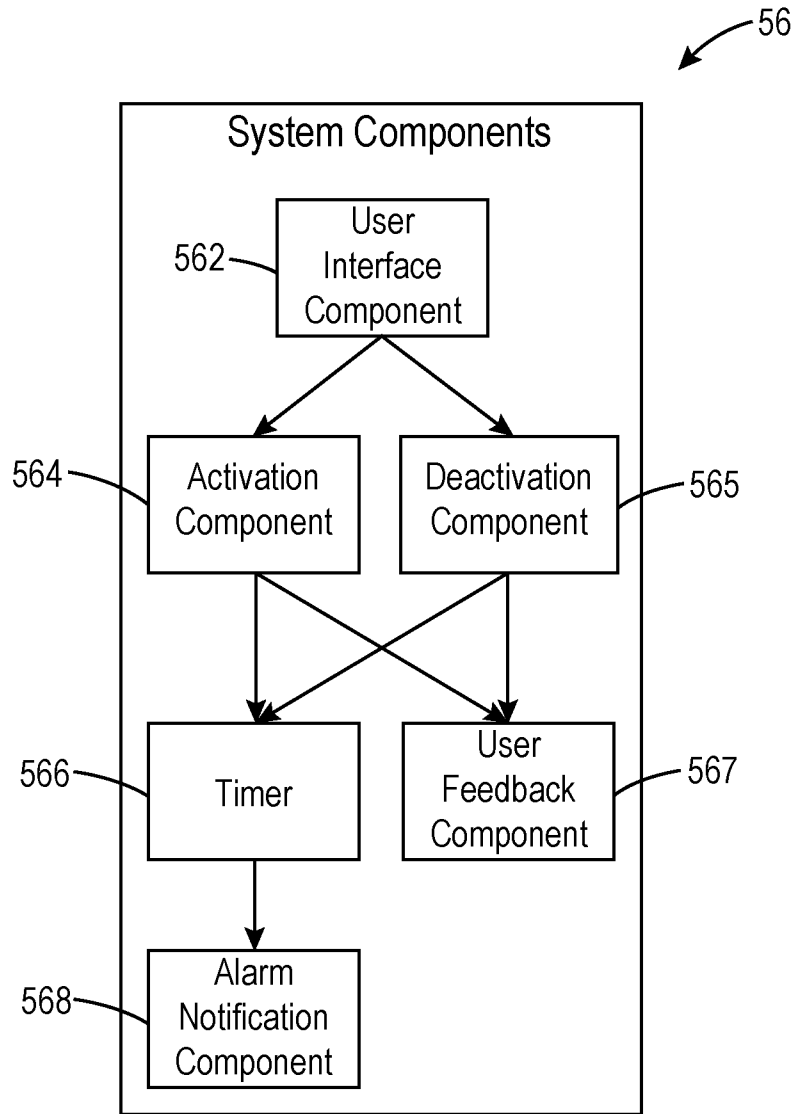 56
System Components
User
Interface
Component
562
Activation
Component
564
Deactivation
Component
565
Timer
566
User
Feedback
Component
567
Alarm
Notification
Component
568